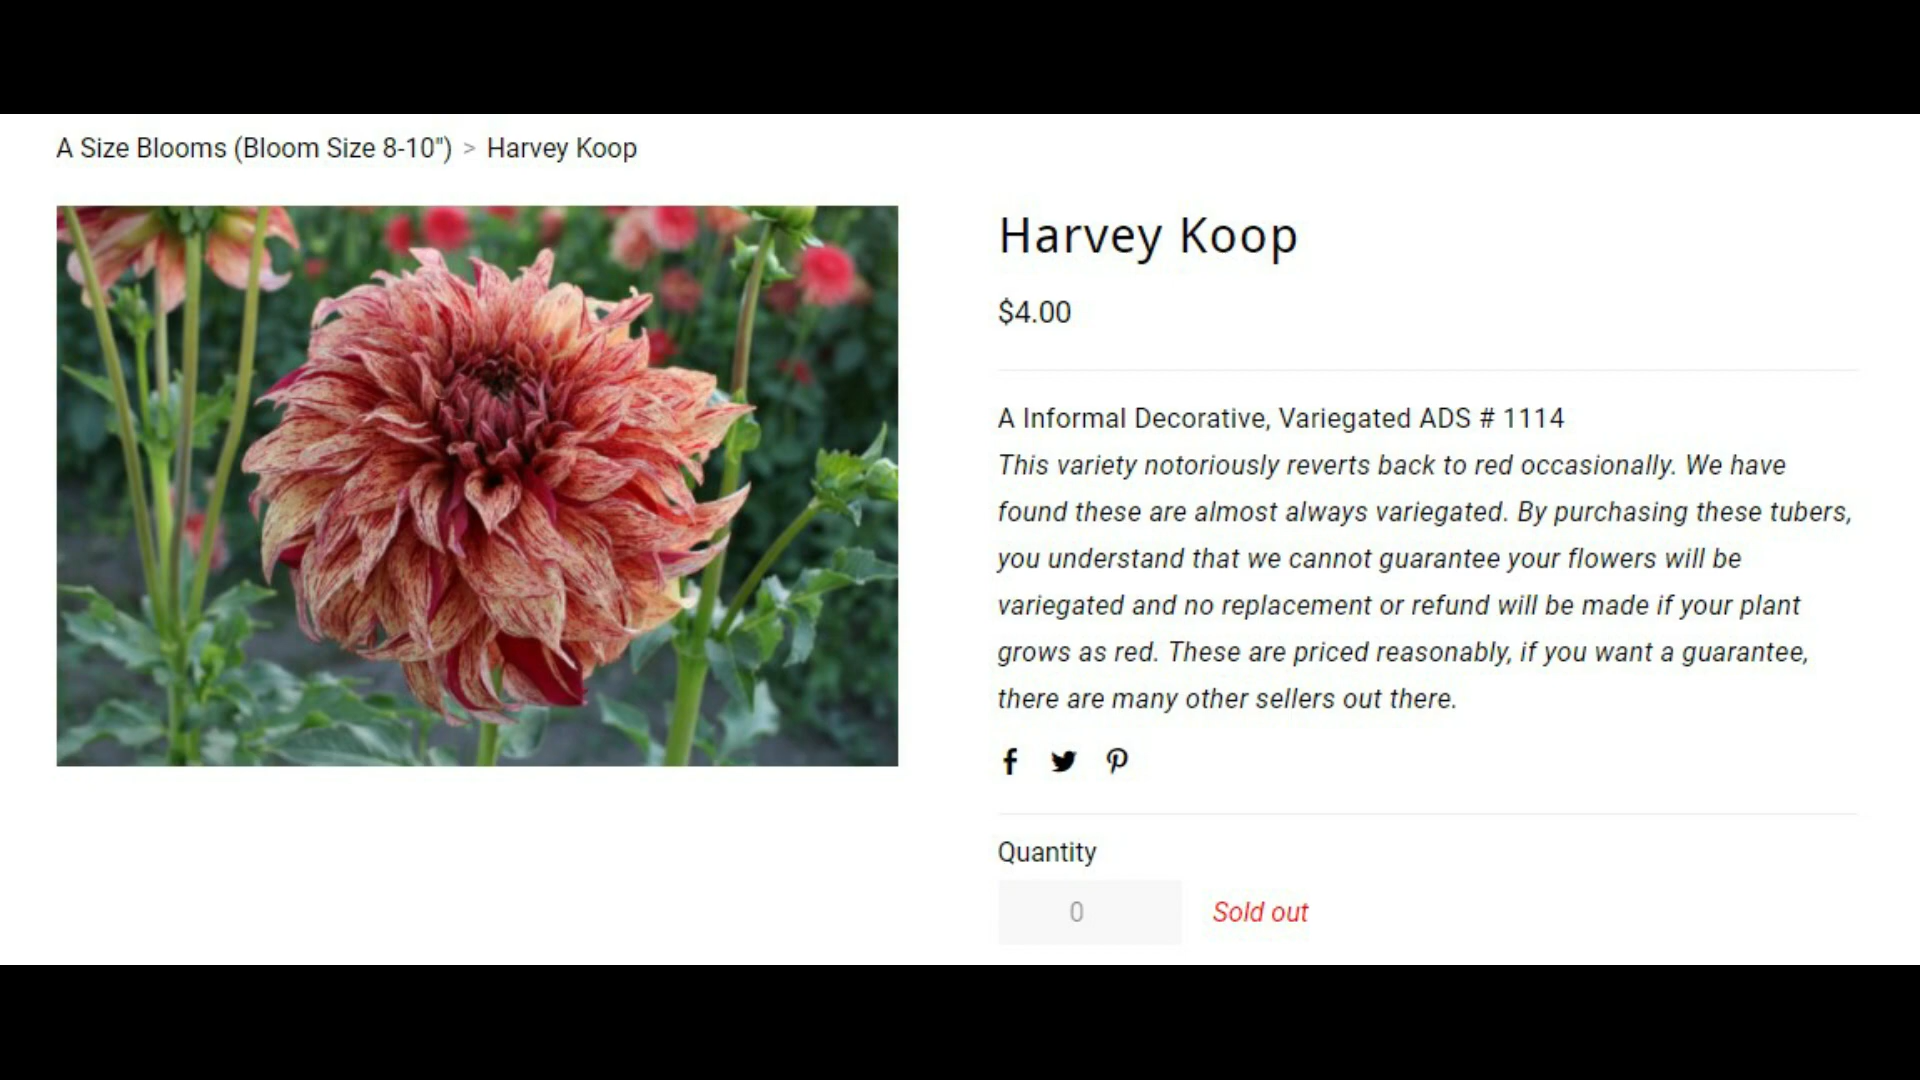 A Size Blooms (Bloom Size 8-10") > Harvey Koop
Harvey Koop
$4.00
A Informal Decorative, Variegated ADS # 1114
This variety notoriously reverts back to red occasionally. We have
found these are almost always variegated. By purchasing these tubers,
you understand that we cannot guarantee your flowers will be
variegated and no replacement or refund will be made if your plant
grows as red. These are priced reasonably, if you want a guarantee,
there are many other sellers out there.
Quantity
0 Sold out